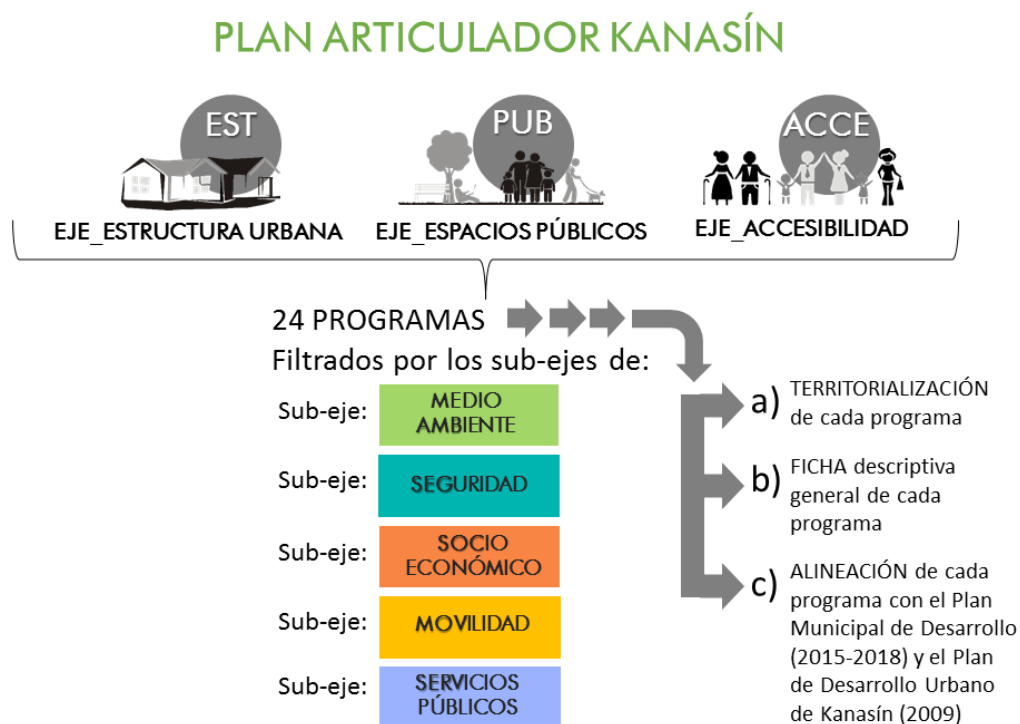 PLAN ARTICULADOR KANASÍN
EST
PUB
ACCE
EJE_ESTRUCTURA URBANA
EJE_ESPACIOS PÚBLICOS
EJE_ACCESIBILIDAD
24 PROGRAMAS
Filtrados por los sub-ejes de:
Sub-eje:
MEDIO
AMBIENTE
Sub-eje:
SEGURIDAD
Sub-eje:
SOCIO
ECONÓMICO
Sub-eje:
MOVILIDAD
Sub-eje:
SERVICIOS
PÚBLICOS
a) TERRITORIALIZACIÓN
de cada programa
b) FICHA descriptiva
general de cada
programa
c) ALINEACIÓN de cada
programa con el Plan
Municipal de Desarrollo
(2015-2018) y el Plan
de Desarrollo Urbano
de Kanasín (2009)